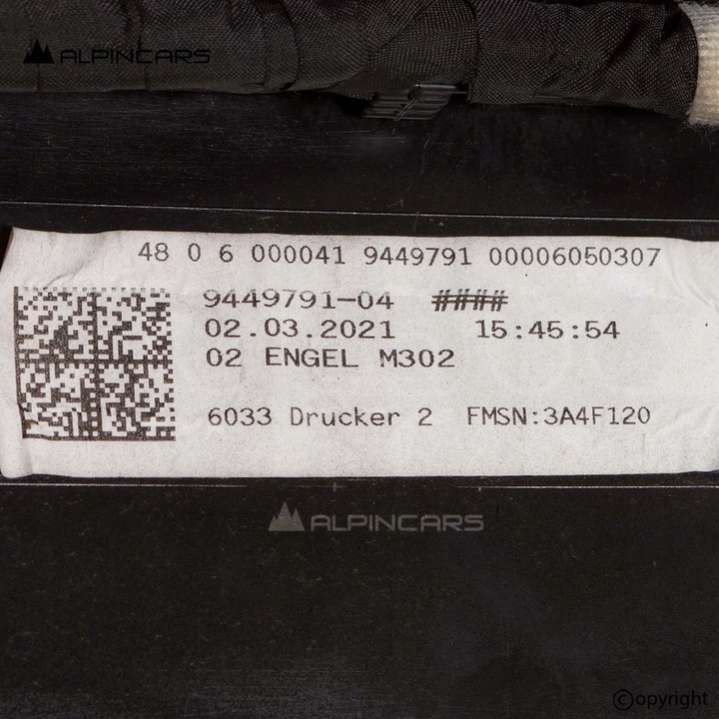 ALPINCARS
48 0 6 000041 9449791 00006050307
9449791-04 ####
02.03.2021 15:45:54
02 ENGEL M302
6033 Drucker 2 FMSN:3A4F120
ALPINCARS
©opyright